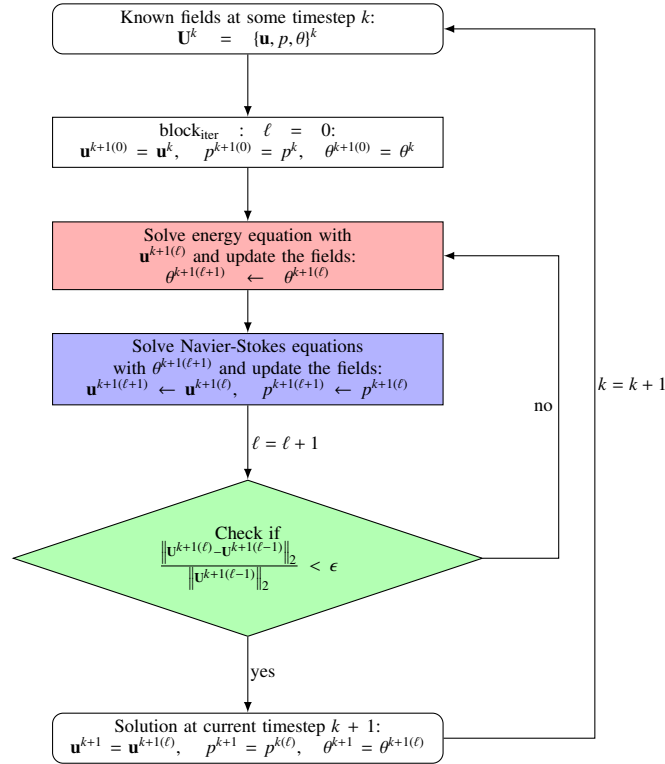 Known fields at some timestep k:
U^k = {u, p, θ}^k
block_iter : ℓ = 0:
u^{k+1(0)} = u^k, p^{k+1(0)} = p^k, θ^{k+1(0)} = θ^k
Solve energy equation with
u^{k+1(ℓ)} and update the fields:
θ^{k+1(ℓ+1)} ← θ^{k+1(ℓ)}
Solve Navier-Stokes equations
with θ^{k+1(ℓ+1)} and update the fields:
u^{k+1(ℓ+1)} ← u^{k+1(ℓ)}, p^{k+1(ℓ+1)} ← p^{k+1(ℓ)}
k = k + 1
no
ℓ = ℓ + 1
Check if
‖U^{k+1(ℓ)} − U^{k+1(ℓ−1)}‖_2 / ‖U^{k+1(ℓ−1)}‖_2 < ϵ
yes
Solution at current timestep k + 1:
u^{k+1} = u^{k+1(ℓ)}, p^{k+1} = p^{k(ℓ)}, θ^{k+1} = θ^{k+1(ℓ)}